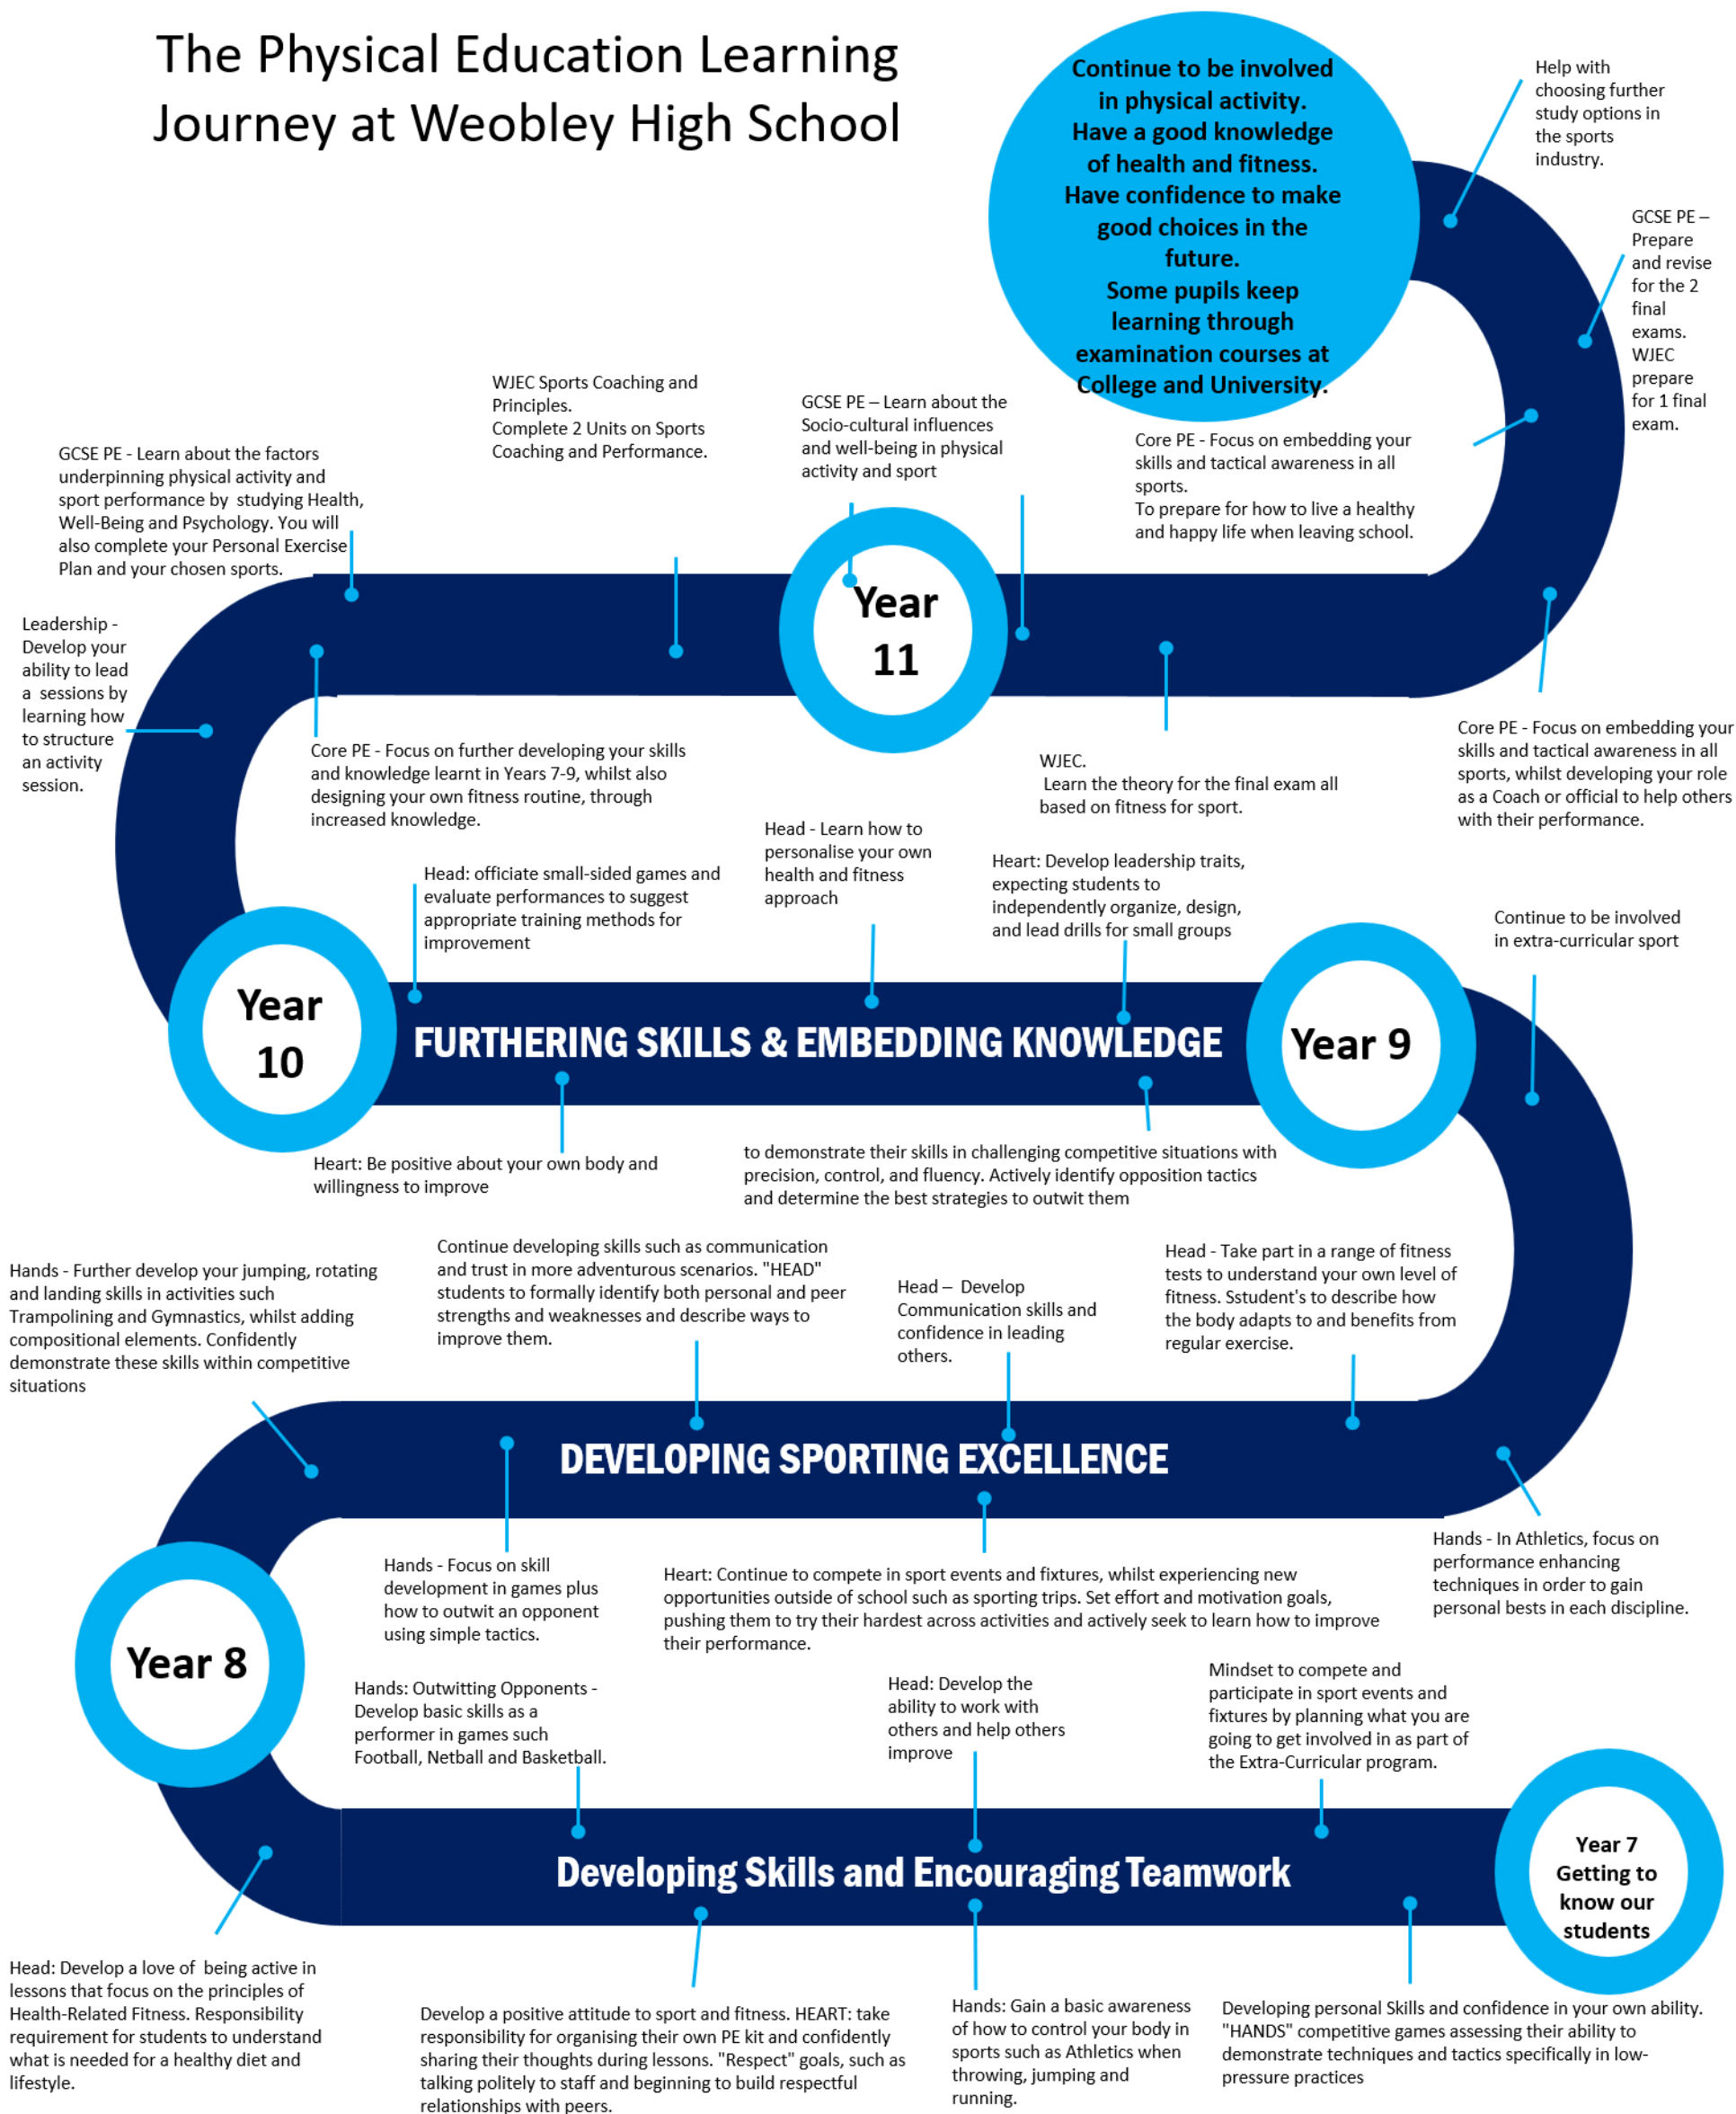 The Physical Education Learning
Journey at Weobley High School
Continue to be involved
in physical activity.
Have a good knowledge
of health and fitness.
Have confidence to make
good choices in the
future.
Some pupils keep
learning through
examination courses at
College and University.
Help with
choosing further
study options in
the sports
industry.
GCSE PE –
Prepare
and revise
for the 2
final
exams.
WJEC
prepare
for 1 final
exam.
WJEC Sports Coaching and
Principles.
Complete 2 Units on Sports
Coaching and Performance.
GCSE PE – Learn about the
Socio-cultural influences
and well-being in physical
activity and sport
Core PE - Focus on embedding your
skills and tactical awareness in all
sports.
To prepare for how to live a healthy
and happy life when leaving school.
GCSE PE - Learn about the factors
underpinning physical activity and
sport performance by studying Health,
Well-Being and Psychology. You will
also complete your Personal Exercise
Plan and your chosen sports.
Leadership -
Develop your
ability to lead
a sessions by
learning how
to structure
an activity
session.
Year
11
Core PE - Focus on further developing your skills
and knowledge learnt in Years 7-9, whilst also
designing your own fitness routine, through
increased knowledge.
WJEC.
Learn the theory for the final exam all
based on fitness for sport.
Core PE - Focus on embedding your
skills and tactical awareness in all
sports, whilst developing your role
as a Coach or official to help others
with their performance.
Head: officiate small-sided games and
evaluate performances to suggest
appropriate training methods for
improvement
Head - Learn how to
personalise your own
health and fitness
approach
Heart: Develop leadership traits,
expecting students to
independently organize, design,
and lead drills for small groups
Continue to be involved
in extra-curricular sport
Year
10
FURTHERING SKILLS & EMBEDDING KNOWLEDGE
Year 9
Heart: Be positive about your own body and
willingness to improve
to demonstrate their skills in challenging competitive situations with
precision, control, and fluency. Actively identify opposition tactics
and determine the best strategies to outwit them
Hands - Further develop your jumping, rotating
and landing skills in activities such
Trampolining and Gymnastics, whilst adding
compositional elements. Confidently
demonstrate these skills within competitive
situations
Continue developing skills such as communication
and trust in more adventurous scenarios. "HEAD"
students to formally identify both personal and peer
strengths and weaknesses and describe ways to
improve them.
Head – Develop
Communication skills and
confidence in leading
others.
Head - Take part in a range of fitness
tests to understand your own level of
fitness. Sstudent's to describe how
the body adapts to and benefits from
regular exercise.
DEVELOPING SPORTING EXCELLENCE
Hands - Focus on skill
development in games plus
how to outwit an opponent
using simple tactics.
Heart: Continue to compete in sport events and fixtures, whilst experiencing new
opportunities outside of school such as sporting trips. Set effort and motivation goals,
pushing them to try their hardest across activities and actively seek to learn how to improve
their performance.
Hands - In Athletics, focus on
performance enhancing
techniques in order to gain
personal bests in each discipline.
Year 8
Hands: Outwitting Opponents -
Develop basic skills as a
performer in games such
Football, Netball and Basketball.
Head: Develop the
ability to work with
others and help others
improve
Mindset to compete and
participate in sport events and
fixtures by planning what you are
going to get involved in as part of
the Extra-Curricular program.
Developing Skills and Encouraging Teamwork
Year 7
Getting to
know our
students
Head: Develop a love of being active in
lessons that focus on the principles of
Health-Related Fitness. Responsibility
requirement for students to understand
what is needed for a healthy diet and
lifestyle.
Develop a positive attitude to sport and fitness. HEART: take
responsibility for organising their own PE kit and confidently
sharing their thoughts during lessons. "Respect" goals, such as
talking politely to staff and beginning to build respectful
relationships with peers.
Hands: Gain a basic awareness
of how to control your body in
sports such as Athletics when
throwing, jumping and
running.
Developing personal Skills and confidence in your own ability.
"HANDS" competitive games assessing their ability to
demonstrate techniques and tactics specifically in low-
pressure practices